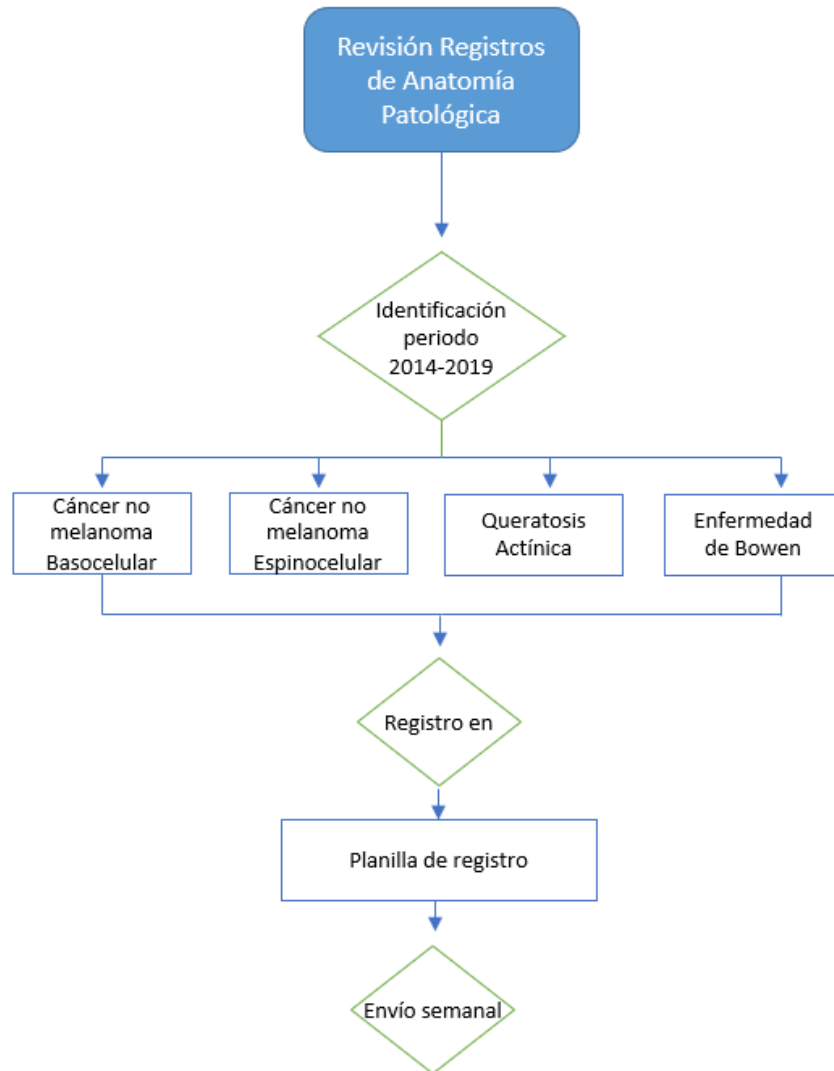 Revisión Registros
de Anatomía
Patológica
Identificación
periodo
2014-2019
Cáncer no
melanoma
Basocelular
Cáncer no
melanoma
Espinocelular
Queratosis
Actínica
Enfermedad
de Bowen
Registro en
Planilla de registro
Envío semanal